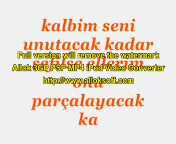 kalbim seni
unutacak kadar
Full version will remove the watermark
ellerim
Allok 3GP PSP MP4 iPod Video Converter
onu
http://www.alloksoft.com
parçalayacak
ka